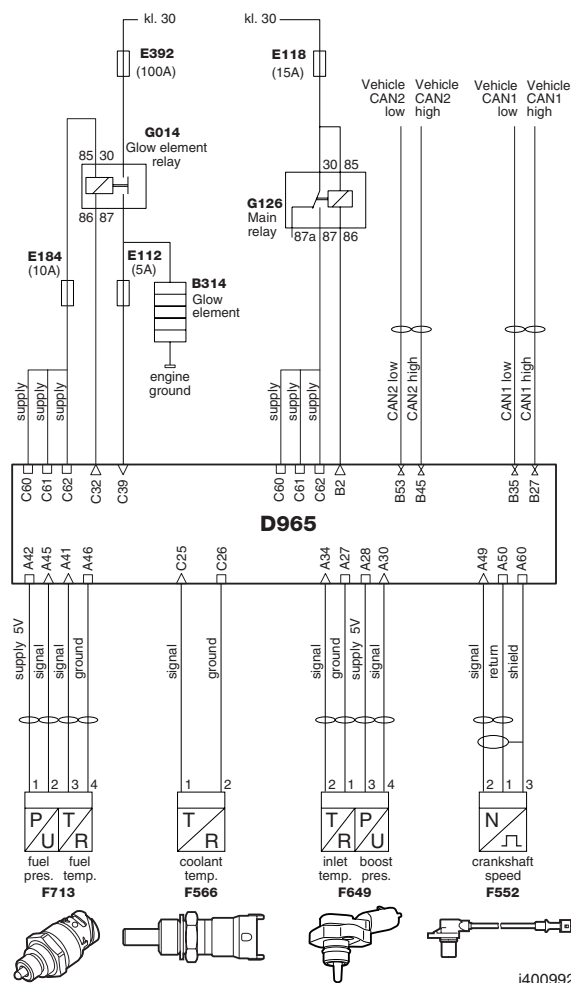 kl. 30
kl. 30
E392
(100A)
E118
(15A)
Vehicle CAN2 low
Vehicle CAN2 high
Vehicle CAN1 low
Vehicle CAN1 high
G014
Glow element relay
85 30
86 87
30 85
G126
Main relay
87a 87 86
E184
(10A)
E112
(5A)
B314
Glow element
engine ground
supply
supply
supply
supply
supply
supply
CAN2 low
CAN2 high
CAN1 low
CAN1 high
C60
C61
C62
C32
C39
C60
C61
C62
B2
B53
B45
B35
B27
D965
A42
A45
A41
A46
C25
C26
A34
A27
A28
A30
A49
A50
A60
supply 5V
signal
signal
ground
signal
ground
signal
ground
supply 5V
signal
signal
return
shield
1 2 3 4
1 2
2 1 3 4
2 1 3
P U T R
T R
T R P U
N
fuel pres.
fuel temp.
F713
coolant temp.
F566
inlet temp.
boost pres.
F649
crankshaft speed
F552
i400992